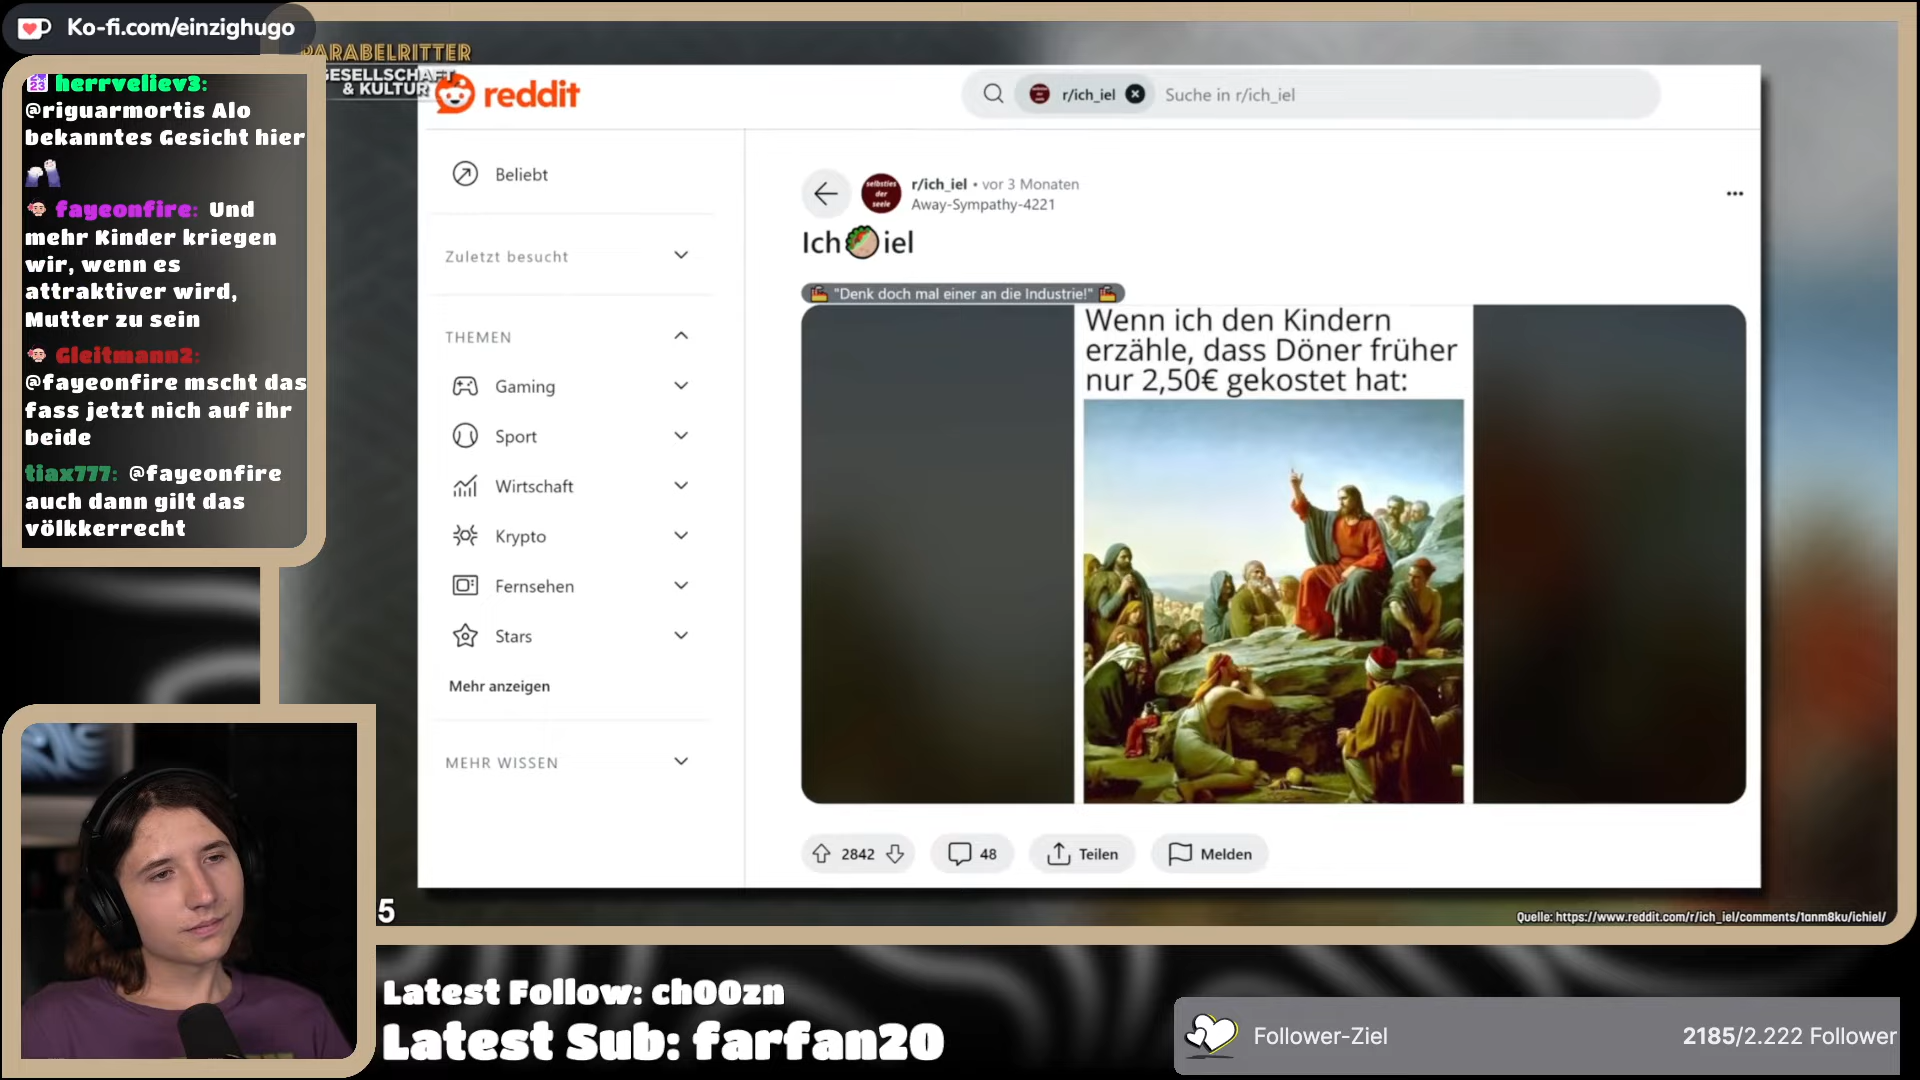 Ko-fi.com/einzighugo
herrveliev3:
@riguarmortis Alo
bekanntes Gesicht hier
fayeonfire: Und
mehr Kinder kriegen
wir, wenn es
attraktiver wird,
Mutter zu sein
Gleitmann2:
@fayeonfire mscht das
fass jetzt nich auf ihr
beide
tiax777: @fayeonfire
auch dann gilt das
völkkerrecht
PARABELRITTER
GESELLSCHAFT
& KULTUR
reddit
r/ich_iel
Suche in r/ich_iel
Beliebt
Zuletzt besucht
THEMEN
Gaming
Sport
Wirtschaft
Krypto
Fernsehen
Stars
Mehr anzeigen
MEHR WISSEN
selbsties
der
seele
r/ich_iel • vor 3 Monaten
Away-Sympathy-4221
Ich🥙iel
"Denk doch mal einer an die Industrie!"
Wenn ich den Kindern
erzähle, dass Döner früher
nur 2,50€ gekostet hat:
2842
48
Teilen
Melden
5
Quelle: https://www.reddit.com/r/ich_iel/comments/1anm8ku/ichiel/
Latest Follow: ch00zn
Latest Sub: farfan20
Follower-Ziel
2185/2.222 Follower